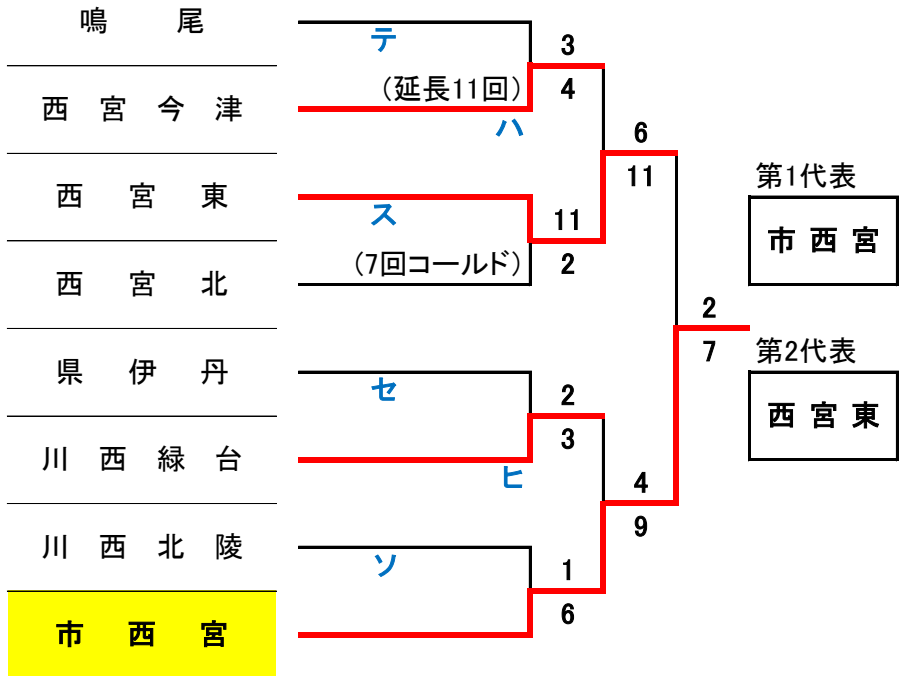 鳴尾
テ
3
(延長11回)
4
西宮今津
ハ
6
11
第1代表
西宮東
ス
11
市西宮
(7回コールド)
2
西宮北
2
7
第2代表
県伊丹
セ
2
西宮東
3
川西緑台
ヒ
4
9
川西北陵
ソ
1
6
市西宮